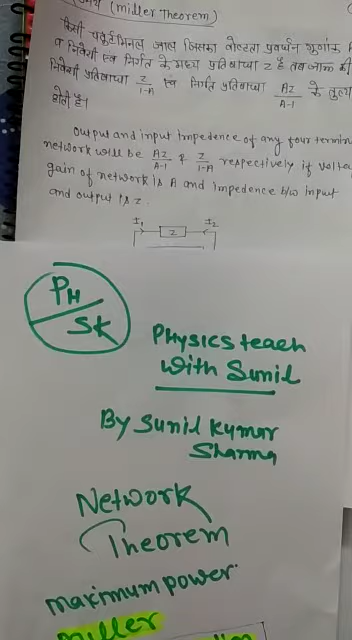 (Miller Theorem)
किसी चतुर्टर्मिनल जाल जिसका वोल्टता प्रवर्धन गुणांक A
व निवेशी एवं निर्गत के मध्य प्रतिबाधा Z है तब जाल की
निवेशी प्रतिबाधा Z/1-A एवं निर्गत प्रतिबाधा AZ/A-1 के तुल्य
होती है।
Output and input Impedence of any four termin
network will be AZ/A-1 & Z/1-A respectively if volta
gain of network is A and impedence b/w input
and output is Z.
I1 Z I2
PH
SK
Physics teach
with Sunil
By Sunil Kumar
Sharma
Network
Theorem
maximum power
Miller